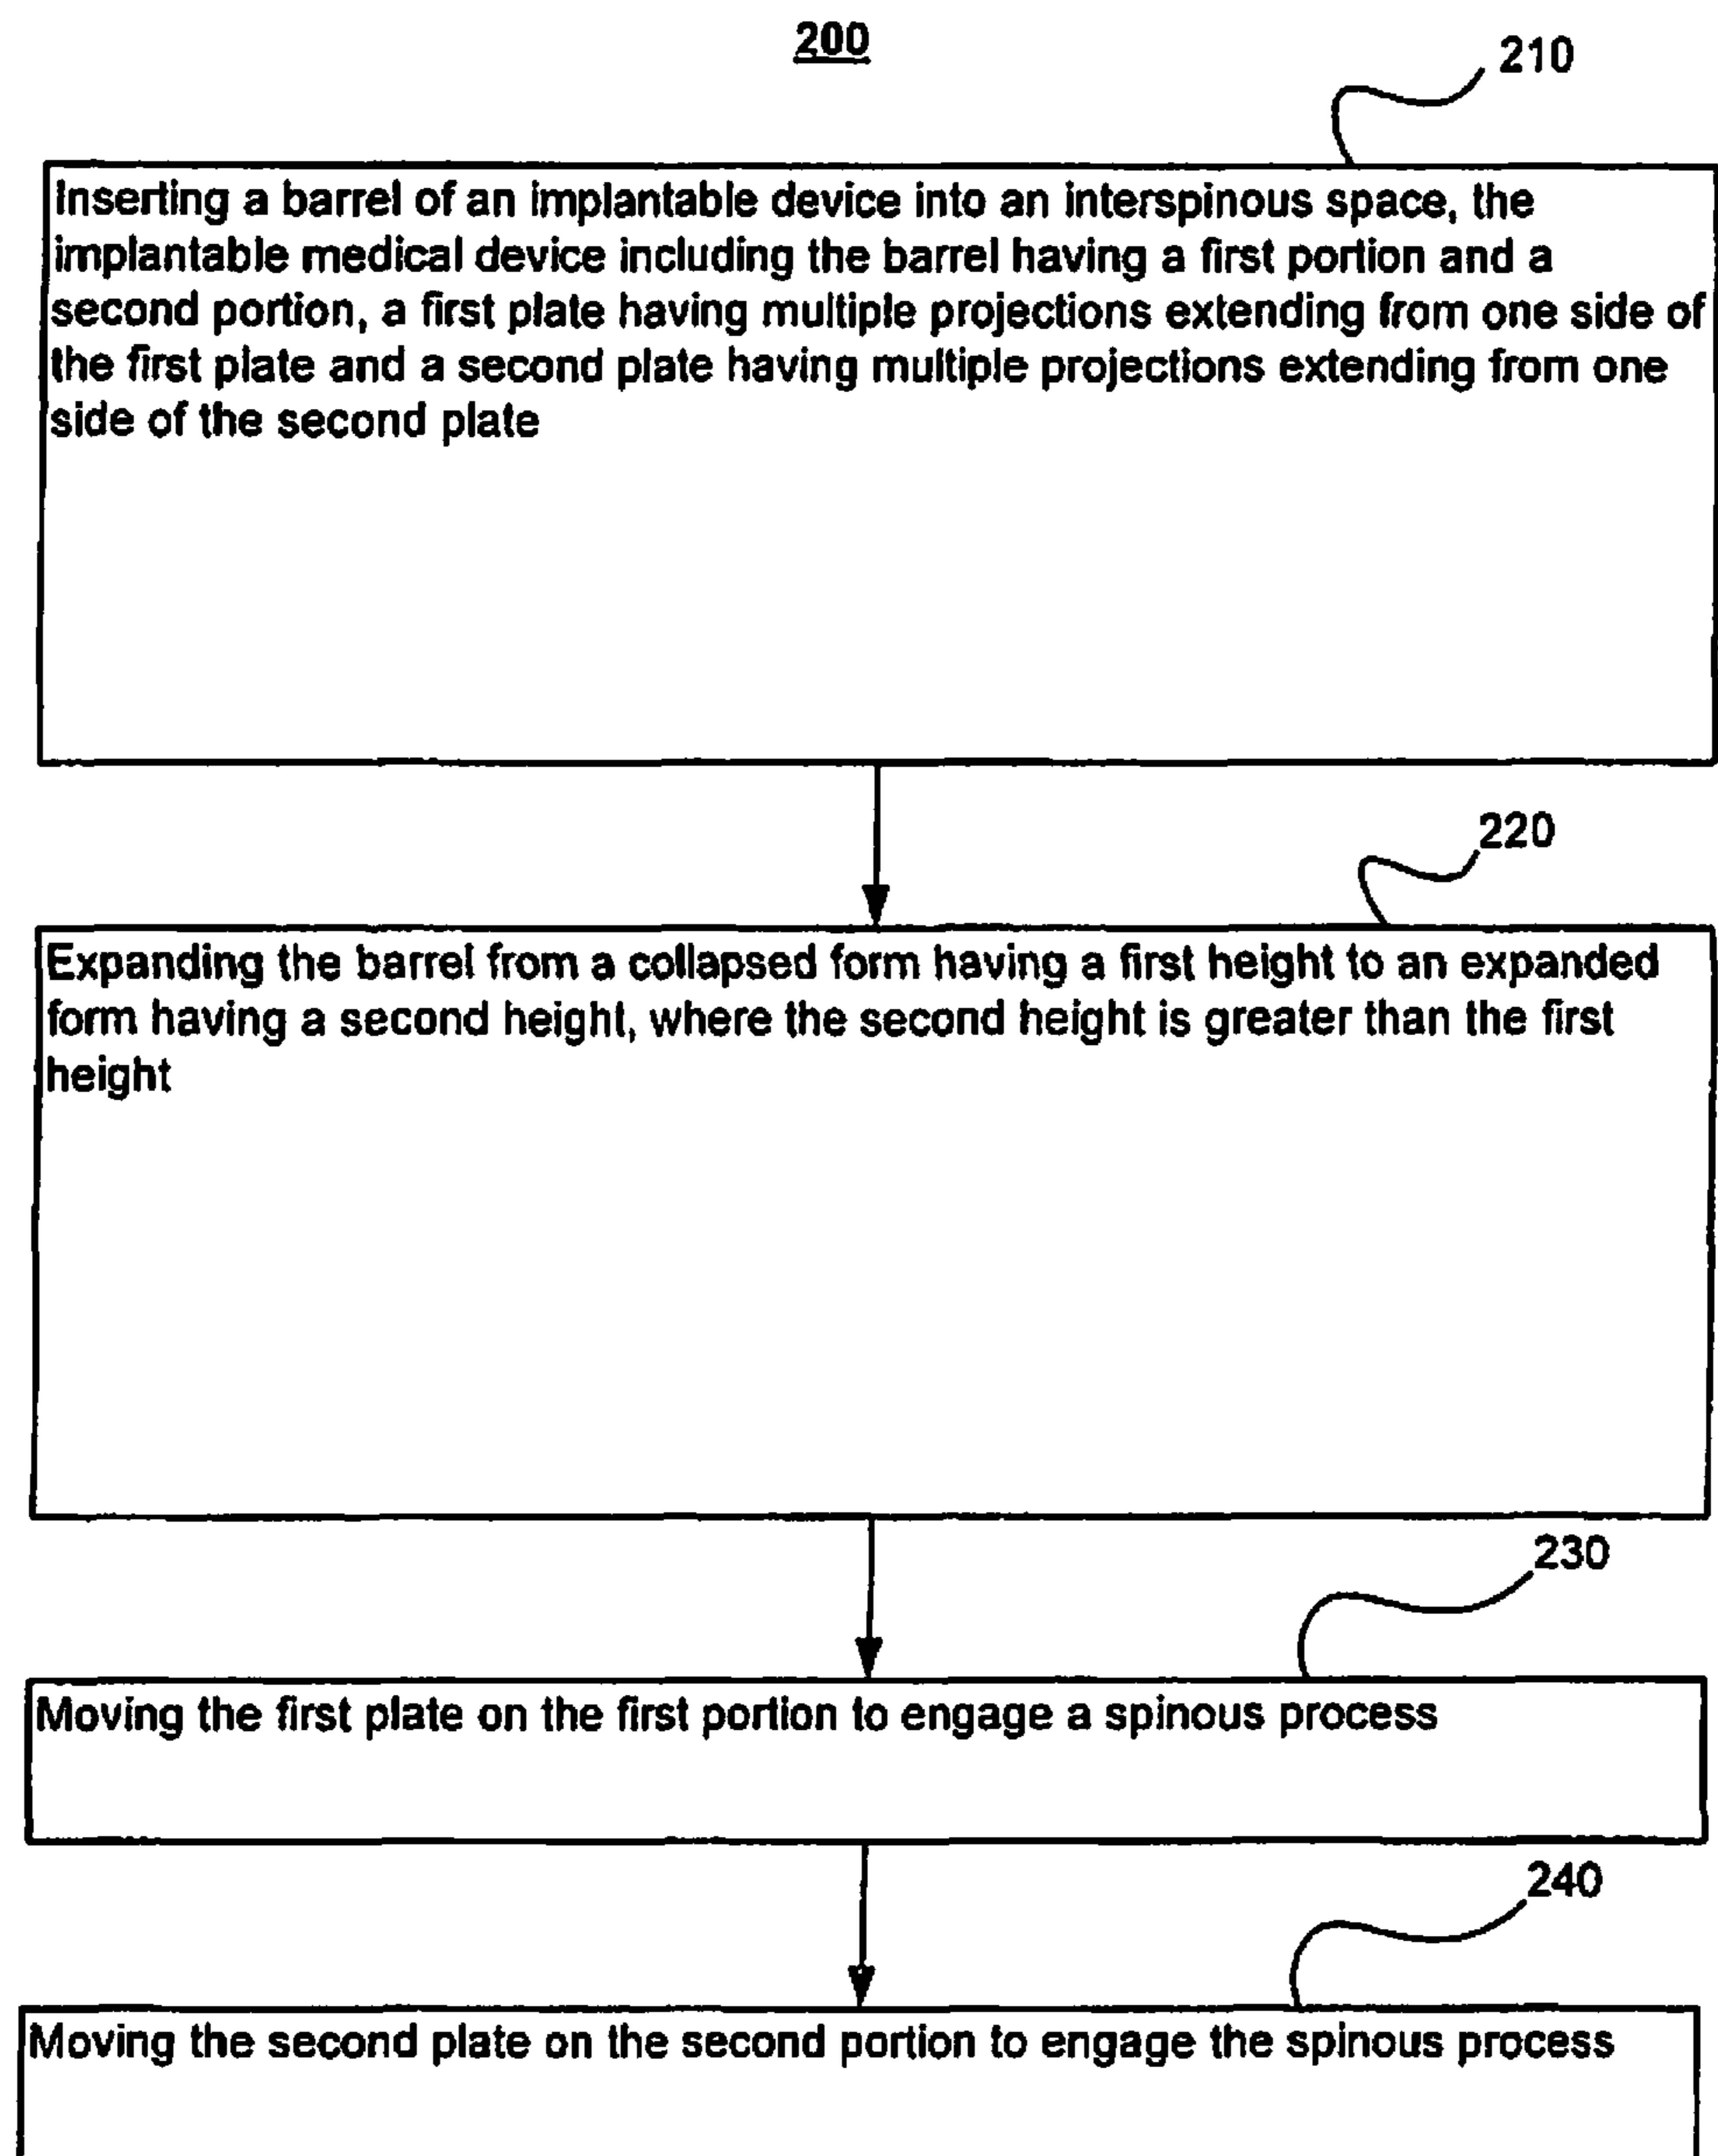 200
210
Inserting a barrel of an implantable device into an interspinous space, the
implantable medical device including the barrel having a first portion and a
second portion, a first plate having multiple projections extending from one side of
the first plate and a second plate having multiple projections extending from one
side of the second plate
220
Expanding the barrel from a collapsed form having a first height to an expanded
form having a second height, where the second height is greater than the first
height
230
Moving the first plate on the first portion to engage a spinous process
240
Moving the second plate on the second portion to engage the spinous process